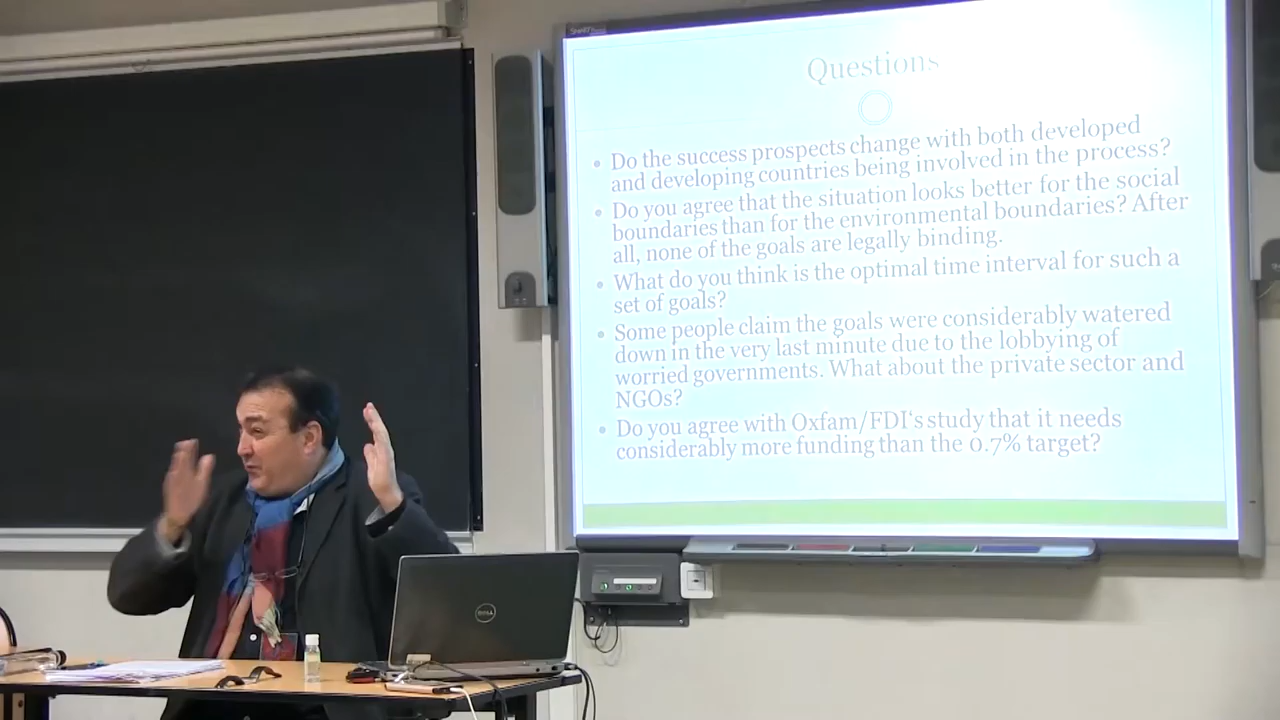 Questions
• Do the success prospects change with both developed
and developing countries being involved in the process?
• Do you agree that the situation looks better for the social
boundaries than for the environmental boundaries? After
all, none of the goals are legally binding.
• What do you think is the optimal time interval for such a
set of goals?
• Some people claim the goals were considerably watered
down in the very last minute due to the lobbying of
worried governments. What about the private sector and
NGOs?
• Do you agree with Oxfam/FDI's study that it needs
considerably more funding than the 0.7% target?
DELL